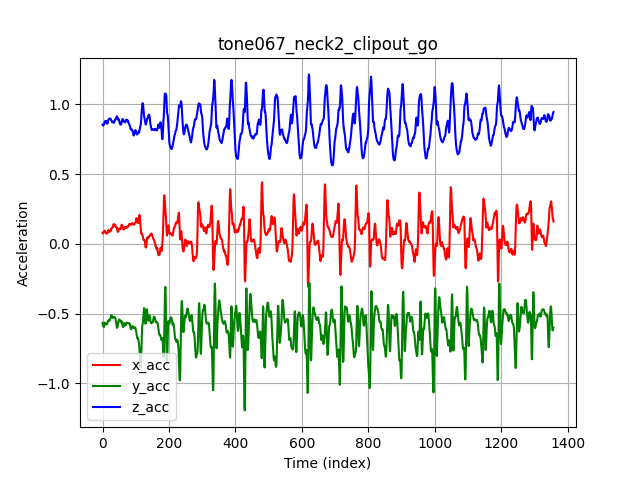 tone067_neck2_clipout_go
Acceleration
1.0
0.5
0.0
−0.5
−1.0
x_acc
y_acc
z_acc
0 200 400 600 800 1000 1200 1400
Time (index)